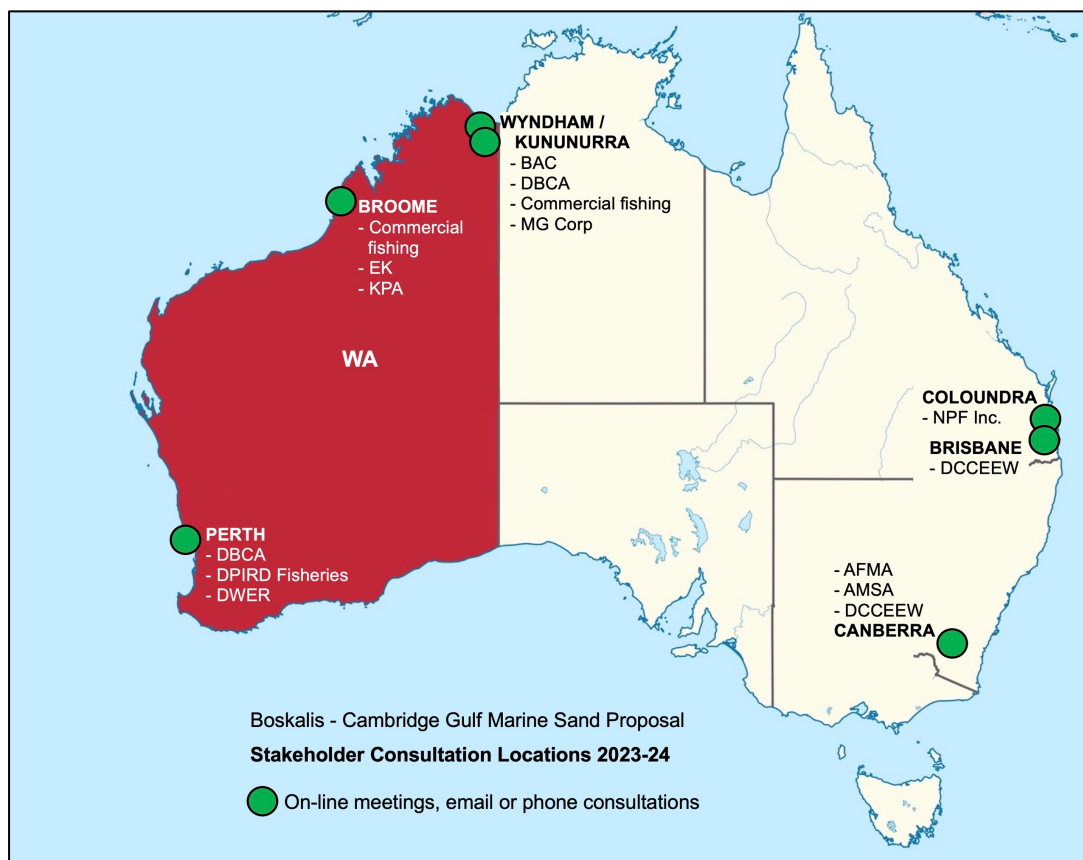 WYNDHAM /
KUNUNURRA
- BAC
- DBCA
- Commercial fishing
- MG Corp
BROOME
- Commercial
fishing
- EK
- KPA
WA
COLOUNDRA
- NPF Inc.
BRISBANE
- DCCEEW
PERTH
- DBCA
- DPIRD Fisheries
- DWER
- AFMA
- AMSA
- DCCEEW
CANBERRA
Boskalis - Cambridge Gulf Marine Sand Proposal
Stakeholder Consultation Locations 2023-24
On-line meetings, email or phone consultations